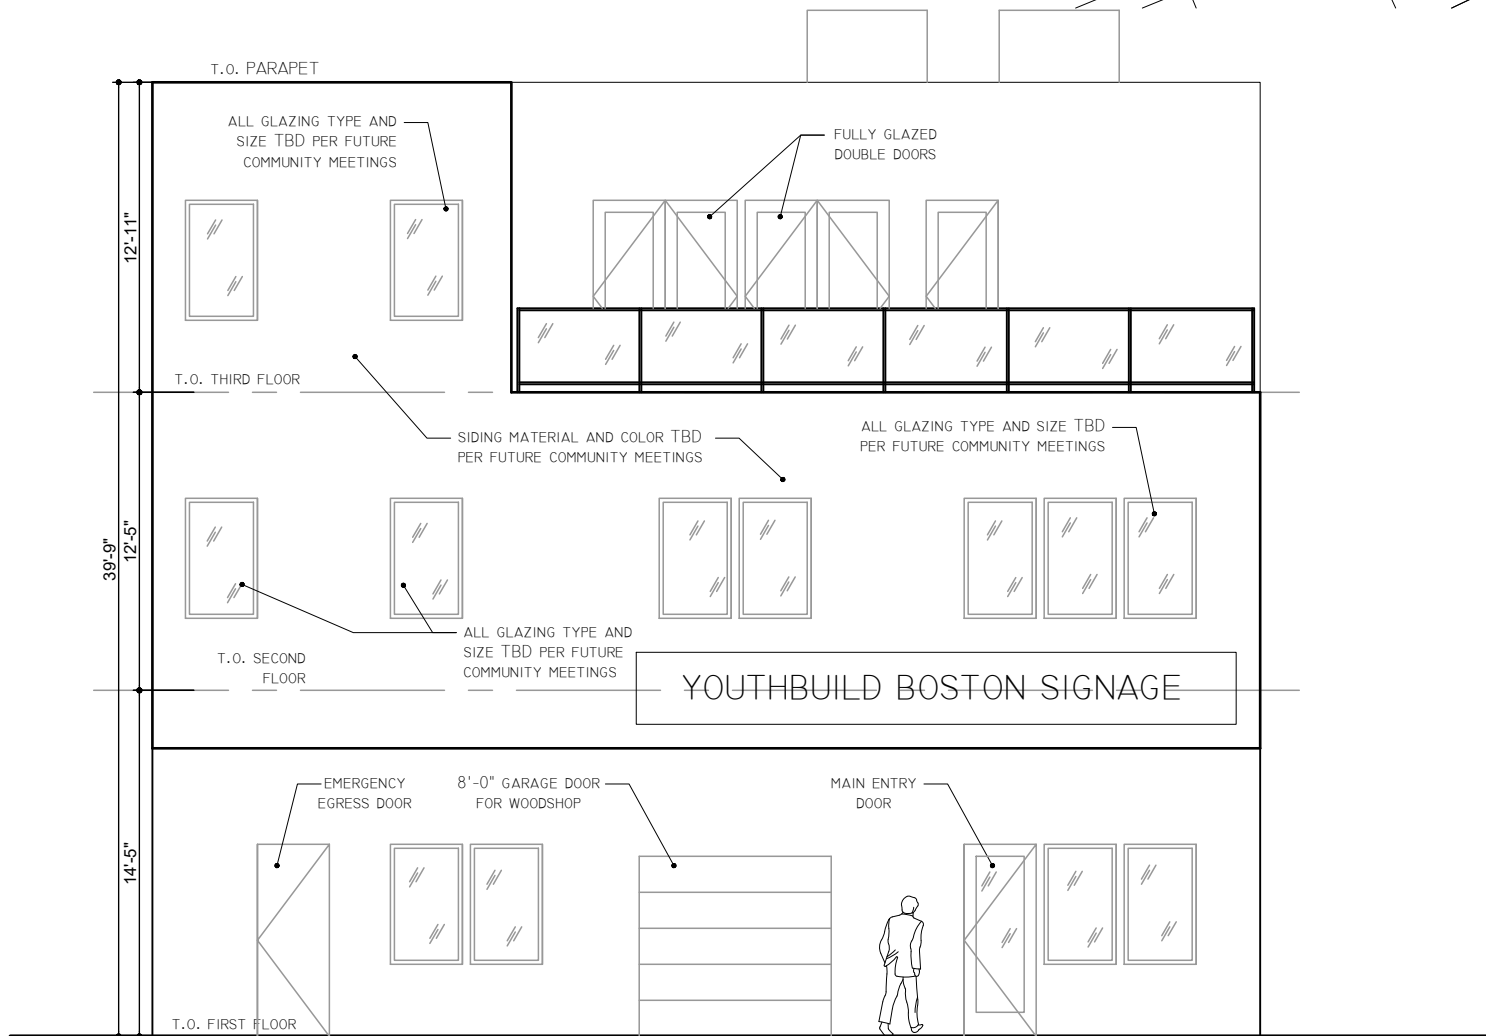 T.O. PARAPET
ALL GLAZING TYPE AND
SIZE TBD PER FUTURE
COMMUNITY MEETINGS
FULLY GLAZED
DOUBLE DOORS
12'-11"
T.O. THIRD FLOOR
SIDING MATERIAL AND COLOR TBD
PER FUTURE COMMUNITY MEETINGS
ALL GLAZING TYPE AND SIZE TBD
PER FUTURE COMMUNITY MEETINGS
39'-9"
12'-5"
ALL GLAZING TYPE AND
SIZE TBD PER FUTURE
COMMUNITY MEETINGS
T.O. SECOND
FLOOR
YOUTHBUILD BOSTON SIGNAGE
EMERGENCY
EGRESS DOOR
8'-0" GARAGE DOOR
FOR WOODSHOP
MAIN ENTRY
DOOR
14'-5"
T.O. FIRST FLOOR